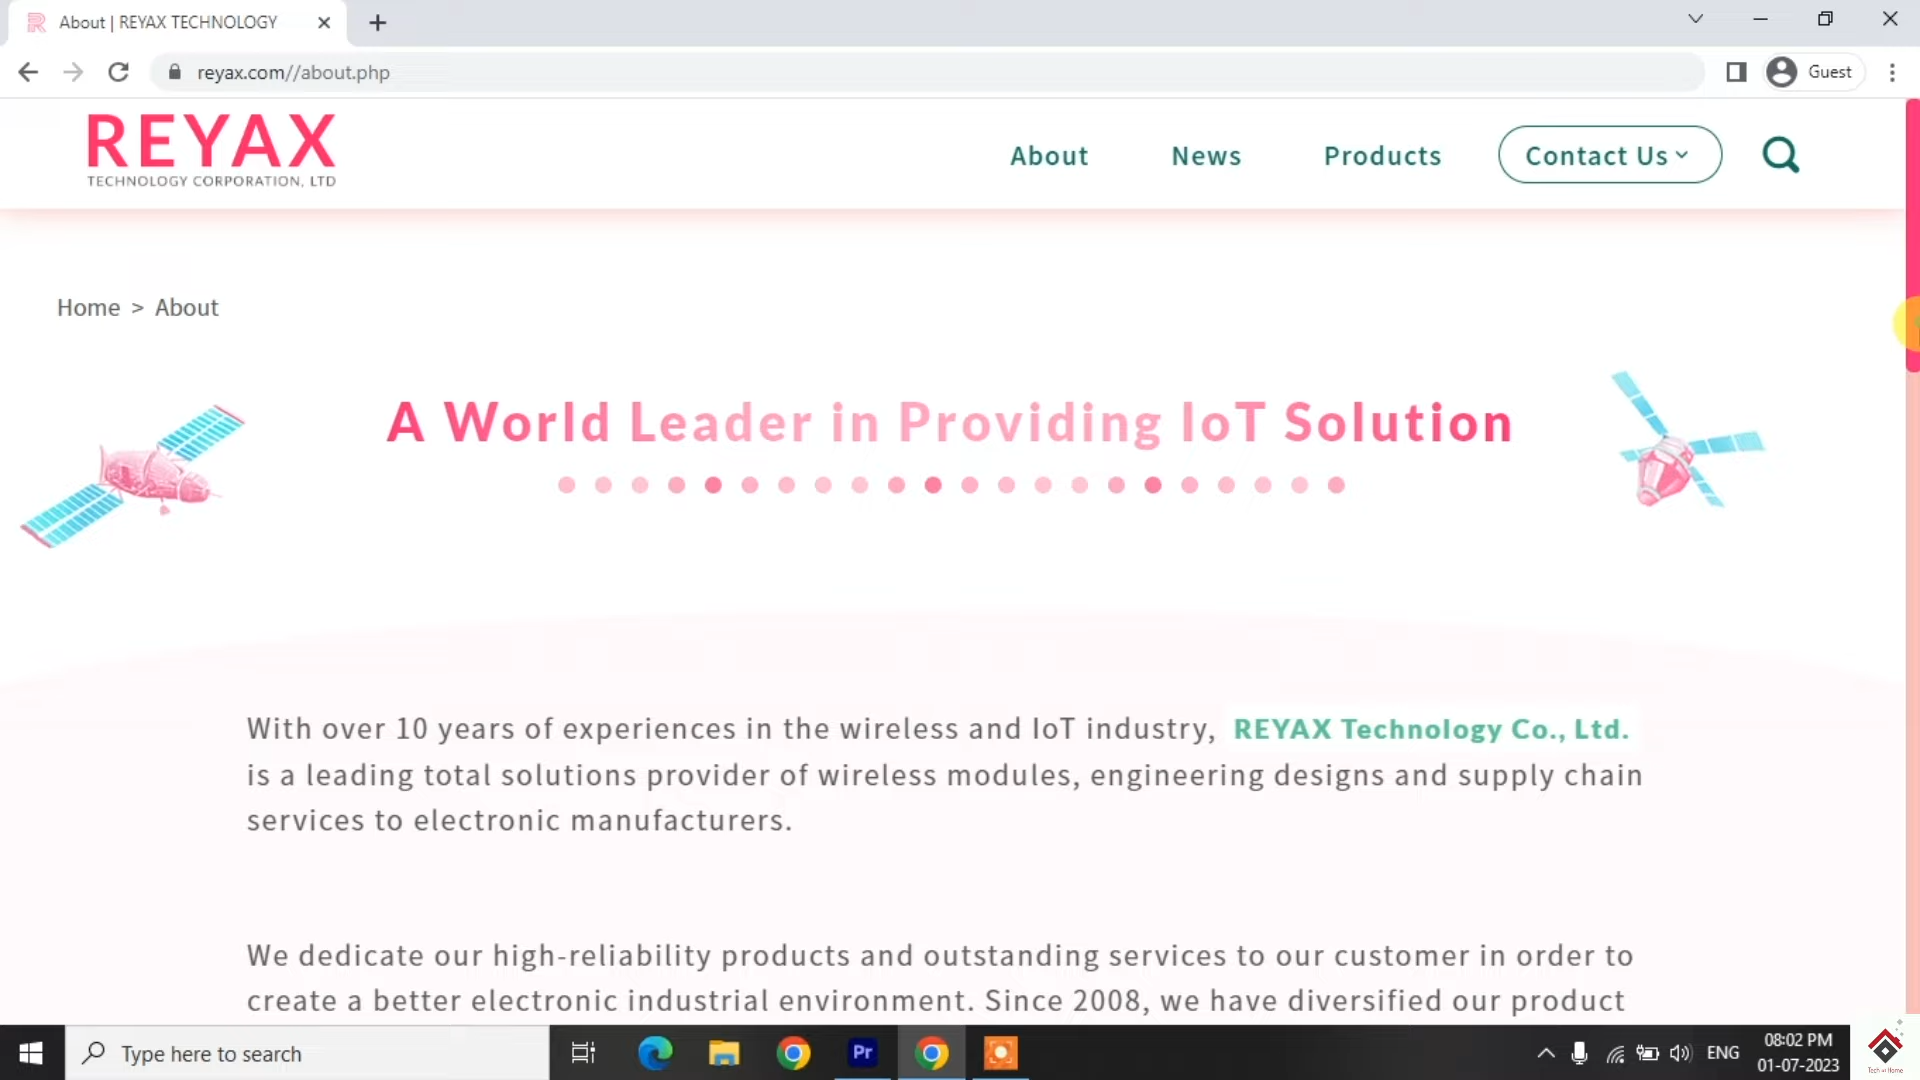 About | REYAX TECHNOLOGY
reyax.com//about.php
Guest
REYAX
TECHNOLOGY CORPORATION, LTD
About
News
Products
Contact Us
Home > About
A World Leader in Providing IoT Solution
With over 10 years of experiences in the wireless and IoT industry, REYAX Technology Co., Ltd.
is a leading total solutions provider of wireless modules, engineering designs and supply chain
services to electronic manufacturers.
We dedicate our high-reliability products and outstanding services to our customer in order to
create a better electronic industrial environment. Since 2008, we have diversified our product
Type here to search
Pr
ENG
08:02 PM
01-07-2023
Tech at Home